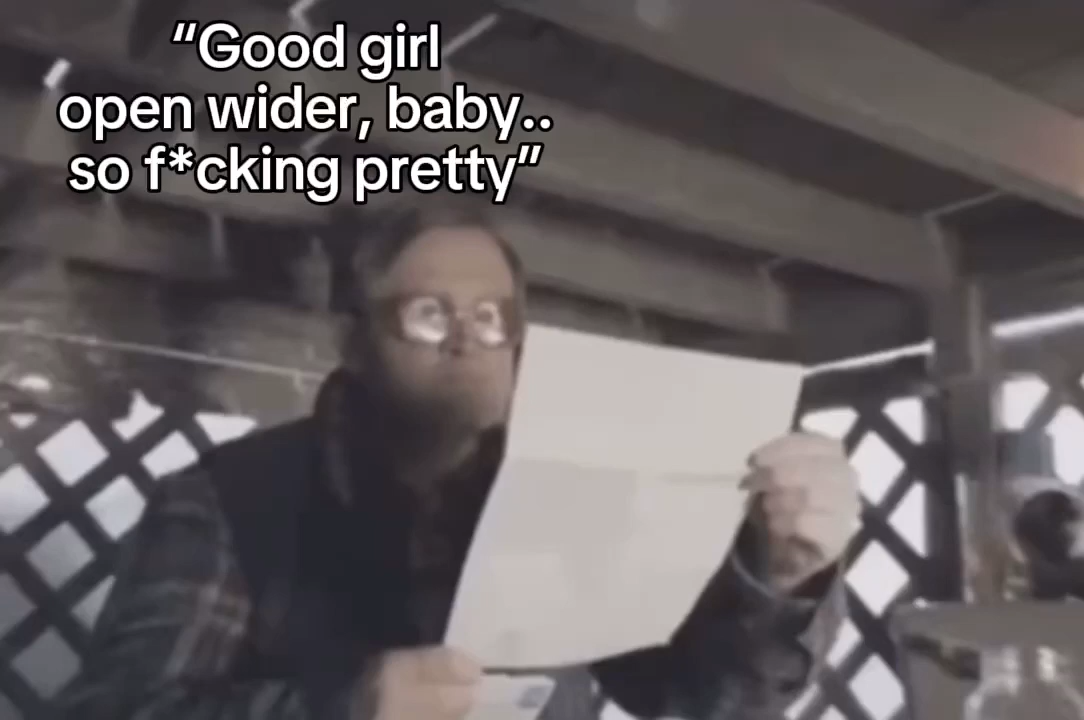 “Good girl
open wider, baby..
so f*cking pretty”